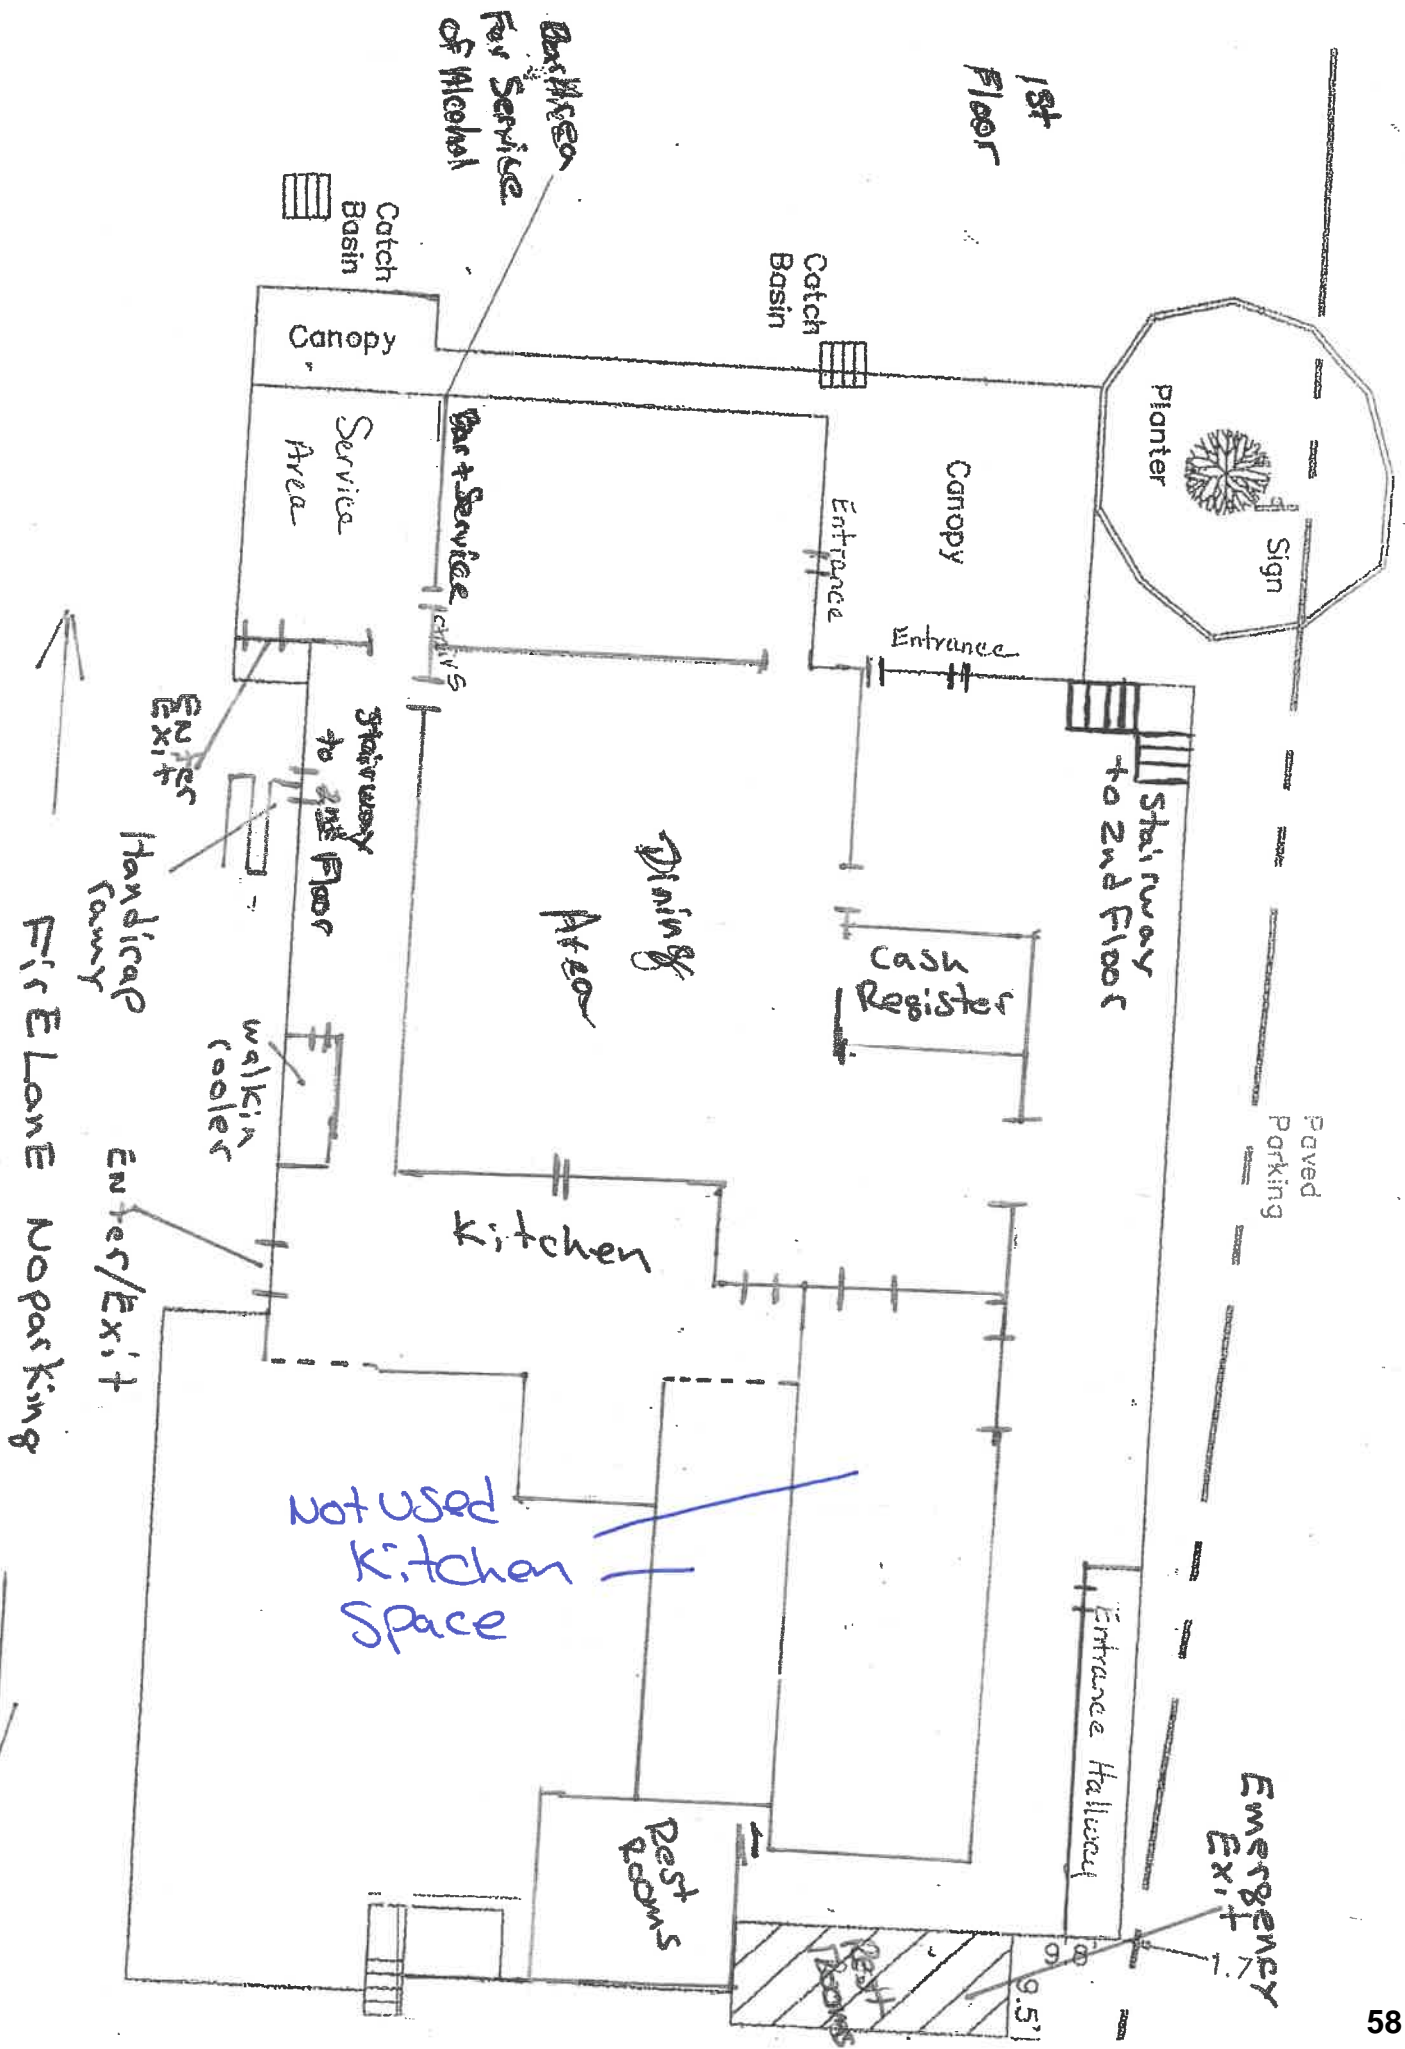 1st
Floor
Bar Area
For Service
of Alcohol
Catch
Basin
Catch
Basin
Canopy
Planter
Sign
Canopy
Service
Area
Bar + Service
Entrance
Entrance
Stairway
to 2nd Floor
Enter
Exit
Stairway
to 2nd Floor
Handicap
ramp
Dining
Area
Cash
Register
Walkin
cooler
Paved
Parking
Kitchen
Enter/Exit
FirE LanE Noparking
Not Used
Kitchen
Space
Entrance Hallway
Rest
Rooms
Rest
Rooms
Emergency
Exit
9.8'
9.5'
1.7
58